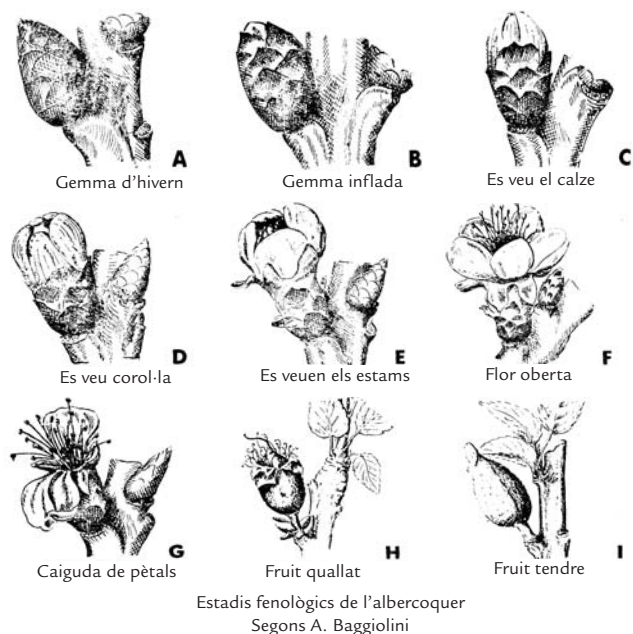 A B C
Gemma d'hivern Gemma inflada Es veu el calze
D E F
Es veu corol·la Es veuen els estams Flor oberta
G H I
Caiguda de pètals Fruit quallat Fruit tendre
Estadis fenològics de l'albercoquer
Segons A. Baggiolini